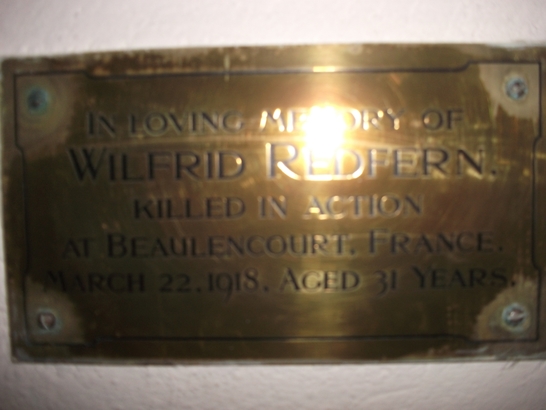 IN LOVING MEMORY OF
WILFRID REDFERN.
KILLED IN ACTION
AT BEAULENCOURT, FRANCE.
MARCH 22.1918. AGED 31 YEARS.